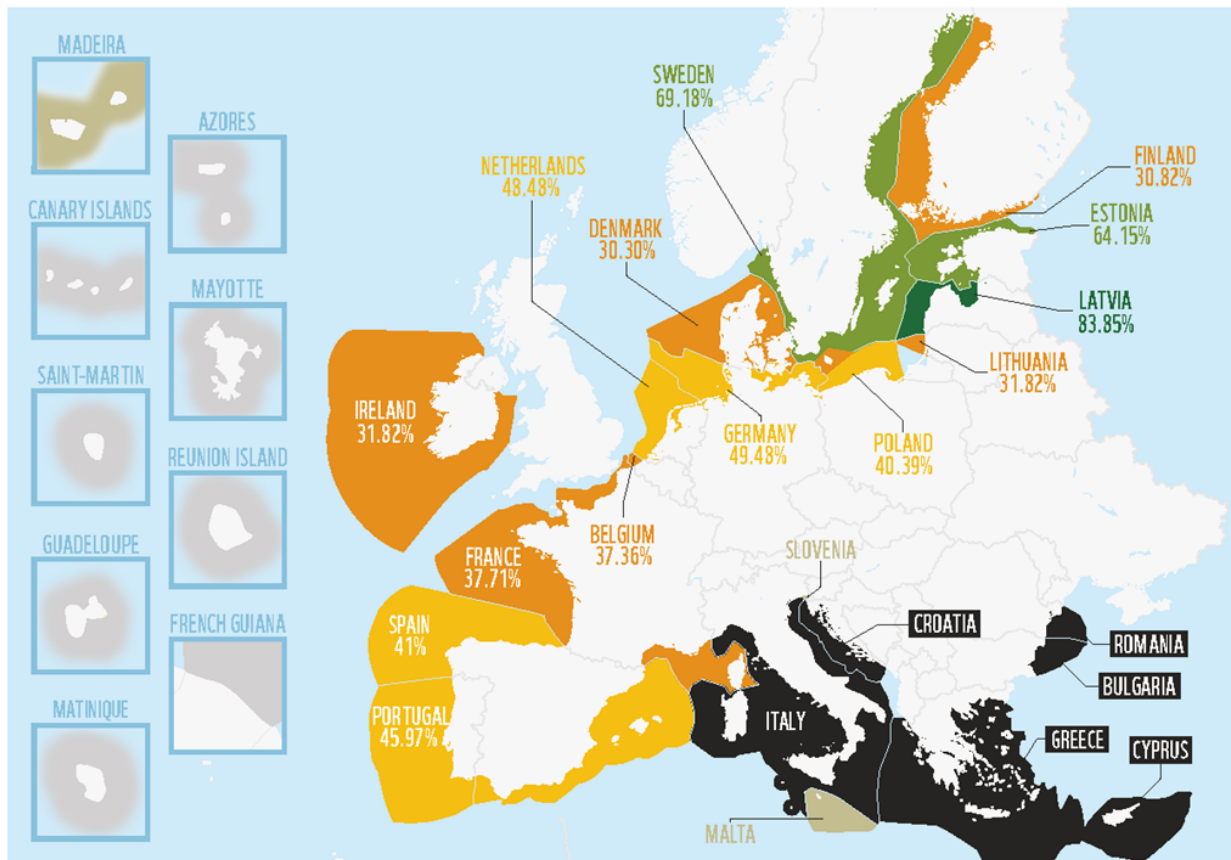 MADEIRA
AZORES
CANARY ISLANDS
MAYOTTE
SAINT-MARTIN
REUNION ISLAND
GUADELOUPE
FRENCH GUIANA
MATINIQUE
SWEDEN
69.18%
NETHERLANDS
48.48%
DENMARK
30.30%
FINLAND
30.82%
ESTONIA
64.15%
LATVIA
83.85%
LITHUANIA
31.82%
IRELAND
31.82%
GERMANY
49.48%
POLAND
40.39%
BELGIUM
37.36%
FRANCE
37.71%
SLOVENIA
SPAIN
41%
CROATIA
ROMANIA
BULGARIA
PORTUGAL
45.97%
ITALY
GREECE
CYPRUS
MALTA